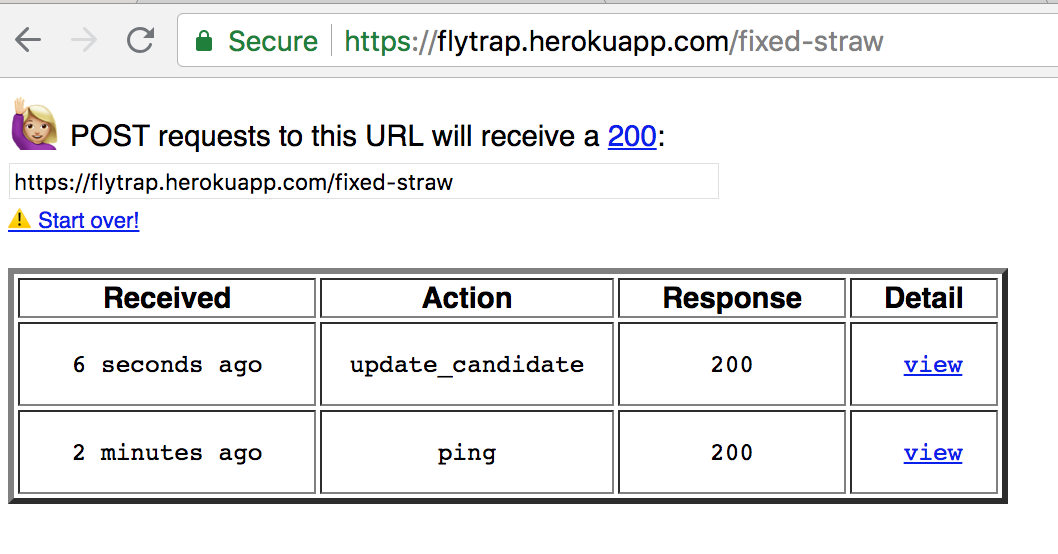 Secure https://flytrap.herokuapp.com/fixed-straw
POST requests to this URL will receive a 200:
https://flytrap.herokuapp.com/fixed-straw
Start over!
Received Action Response Detail
6 seconds ago update_candidate 200 view
2 minutes ago ping 200 view